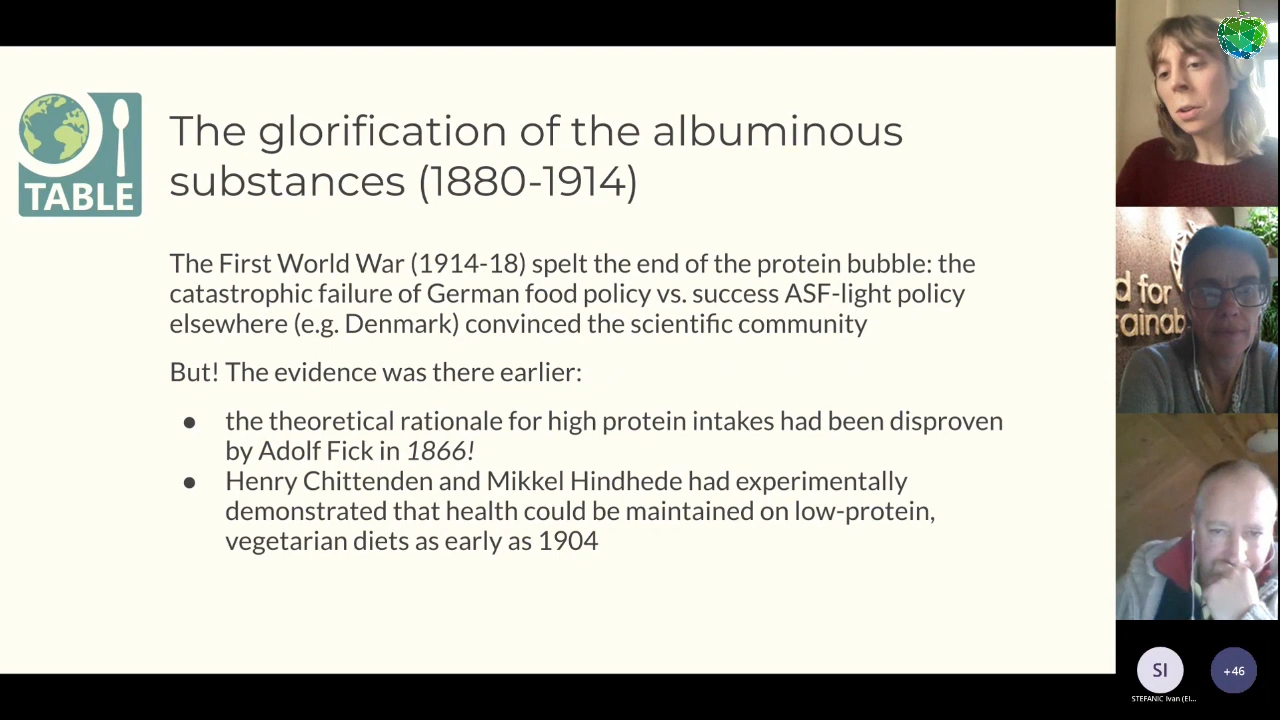 TABLE
The glorification of the albuminous
substances (1880-1914)
The First World War (1914-18) spelt the end of the protein bubble: the
catastrophic failure of German food policy vs. success ASF-light policy
elsewhere (e.g. Denmark) convinced the scientific community
But! The evidence was there earlier:
● the theoretical rationale for high protein intakes had been disproven
by Adolf Fick in 1866!
● Henry Chittenden and Mikkel Hindhede had experimentally
demonstrated that health could be maintained on low-protein,
vegetarian diets as early as 1904
d for
tainab
SI
+46
STEFANIC Ivan (EI...